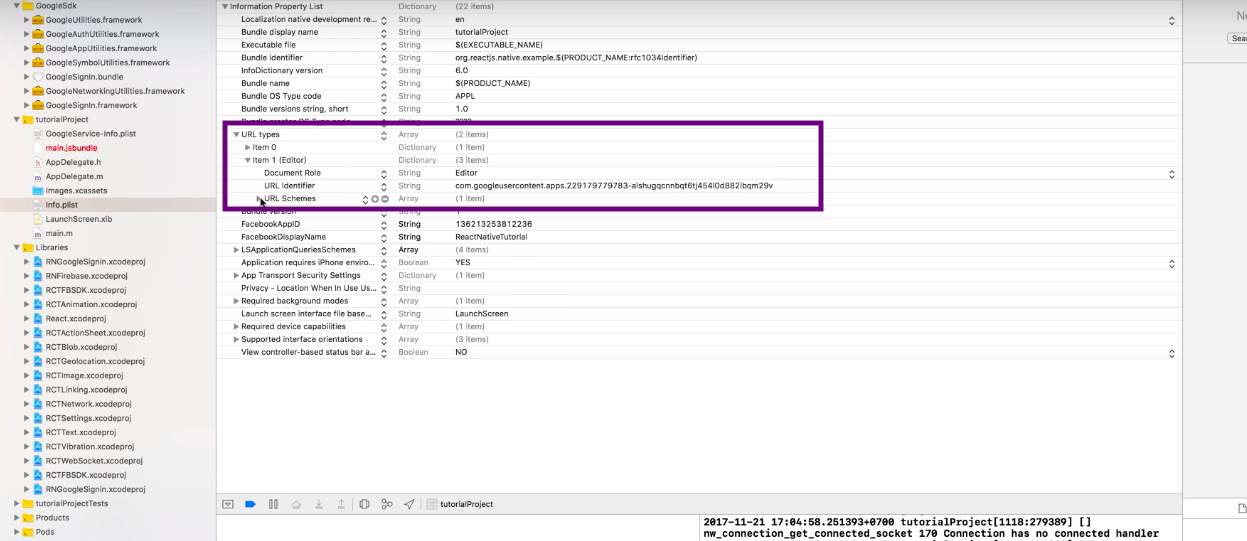 GoogleSdk
GoogleUtilities.framework
GoogleAuthUtilities.framework
GoogleAppUtilities.framework
GoogleSymbolUtilities.framework
GoogleSignIn.bundle
GoogleNetworkingUtilities.framework
GoogleSignIn.framework
tutorialProject
GoogleService-Info.plist
main.jsbundle
AppDelegate.h
AppDelegate.m
Images.xcassets
Info.plist
LaunchScreen.xib
main.m
Libraries
RNGoogleSignin.xcodeproj
RNFirebase.xcodeproj
RCTFBSDK.xcodeproj
RCTAnimation.xcodeproj
React.xcodeproj
RCTActionSheet.xcodeproj
RCTBlob.xcodeproj
RCTGeolocation.xcodeproj
RCTImage.xcodeproj
RCTLinking.xcodeproj
RCTNetwork.xcodeproj
RCTSettings.xcodeproj
RCTText.xcodeproj
RCTVibration.xcodeproj
RCTWebSocket.xcodeproj
RCTFBSDK.xcodeproj
RNGoogleSignin.xcodeproj
tutorialProjectTests
Products
Pods
Information Property List Dictionary (22 items)
Localization native development re... String en
Bundle display name String tutorialProject
Executable file String $(EXECUTABLE_NAME)
Bundle identifier String org.reactjs.native.example.$(PRODUCT_NAME:rfc1034identifier)
InfoDictionary version String 6.0
Bundle name String $(PRODUCT_NAME)
Bundle OS Type code String APPL
Bundle versions string, short String 1.0
Bundle creator OS Type code String ????
URL types Array (2 items)
Item 0 Dictionary (1 item)
Item 1 (Editor) Dictionary (3 items)
Document Role String Editor
URL identifier String com.googleusercontent.apps.229179779783-alshugqcnnbqt6tj454l0d882ibqm29v
URL Schemes Array (1 item)
Bundle version String 1
FacebookAppID String 136213253812236
FacebookDisplayName String ReactNativeTutorial
LSApplicationQueriesSchemes Array (4 items)
Application requires iPhone enviro... Boolean YES
App Transport Security Settings Dictionary (1 item)
Privacy - Location When In Use Us... String
Required background modes Array (1 item)
Launch screen interface file base... String LaunchScreen
Required device capabilities Array (1 item)
Supported interface orientations Array (3 items)
View controller-based status bar a... Boolean NO
tutorialProject
2017-11-21 17:04:58.251393+0700 tutorialProject[1118:279389] []
nw_connection_get_connected_socket 170 Connection has no connected handler